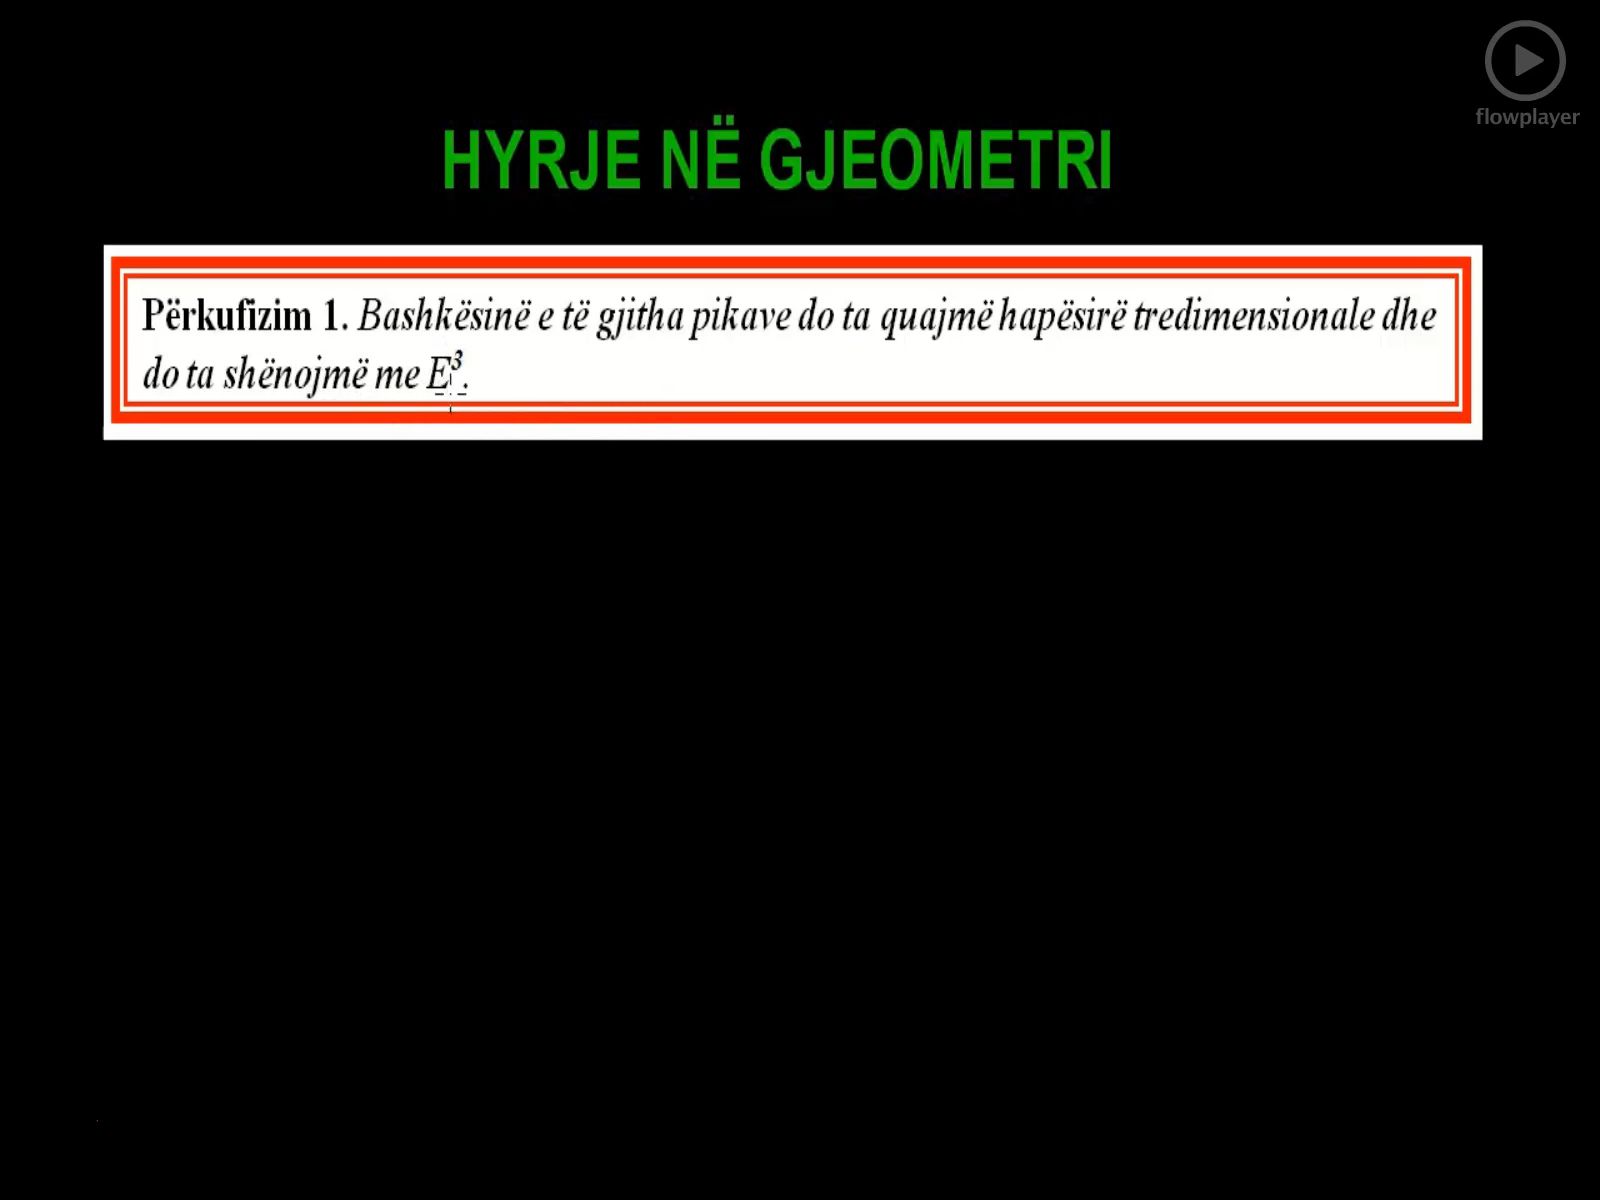 flowplayer
HYRJE NË GJEOMETRI
Përkufizim 1. Bashkësinë e të gjitha pikave do ta quajmë hapësirë tredimensionale dhe
do ta shënojmë me E³.